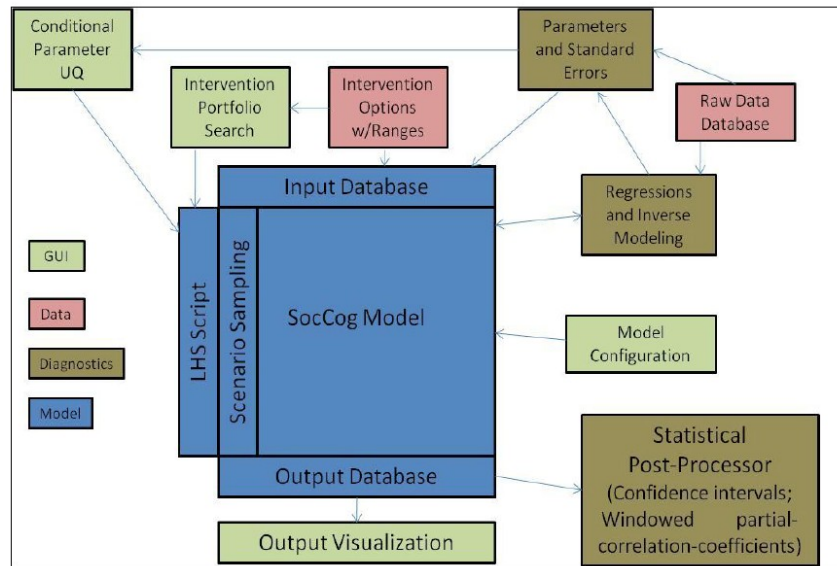 Conditional
Parameter
UQ
Parameters
and Standard
Errors
Intervention
Portfolio
Search
Intervention
Options
w/Ranges
Raw Data
Database
Input Database
Regressions
and Inverse
Modeling
LHS Script
Scenario Sampling
SocCog Model
GUI
Data
Diagnostics
Model
Model
Configuration
Output Database
Output Visualization
Statistical
Post-Processor
(Confidence intervals;
Windowed partial-
correlation-coefficients)